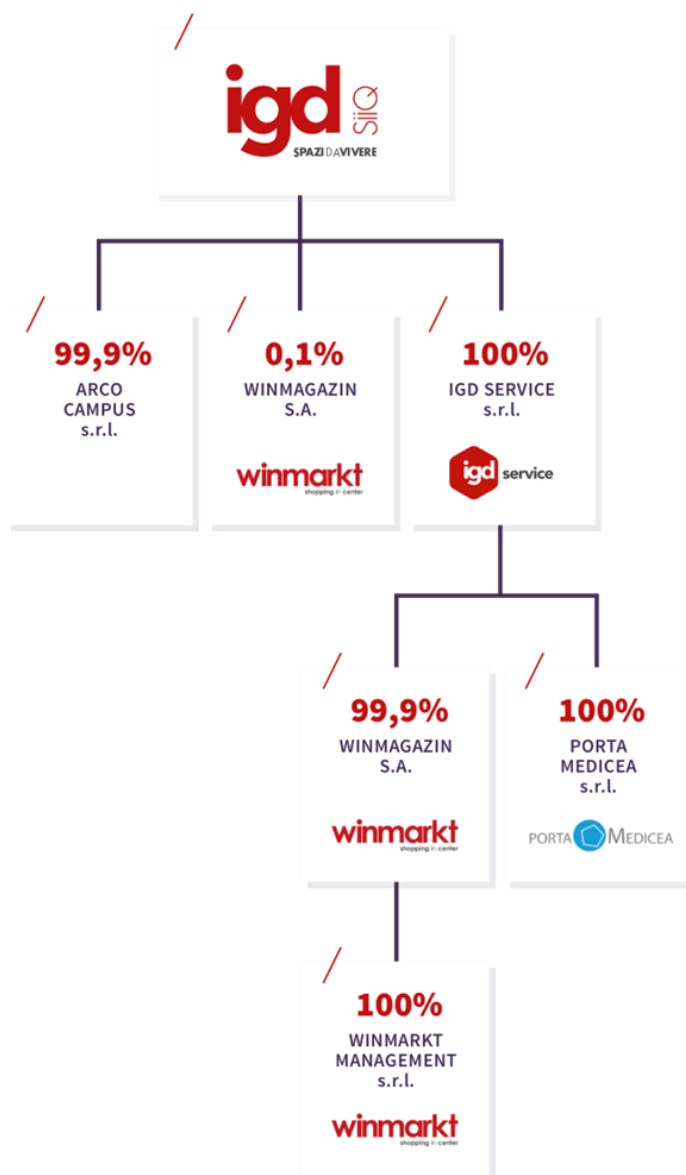 igd
SIIQ
SPAZI DA VIVERE
99,9%
ARCO
CAMPUS
s.r.l.
0,1%
WINMAGAZIN
S.A.
winmarkt
shopping in center
100%
IGD SERVICE
s.r.l.
igd service
99,9%
WINMAGAZIN
S.A.
winmarkt
shopping in center
100%
PORTA
MEDICEA
s.r.l.
PORTA MEDICEA
100%
WINMARKT
MANAGEMENT
s.r.l.
winmarkt
shopping in center